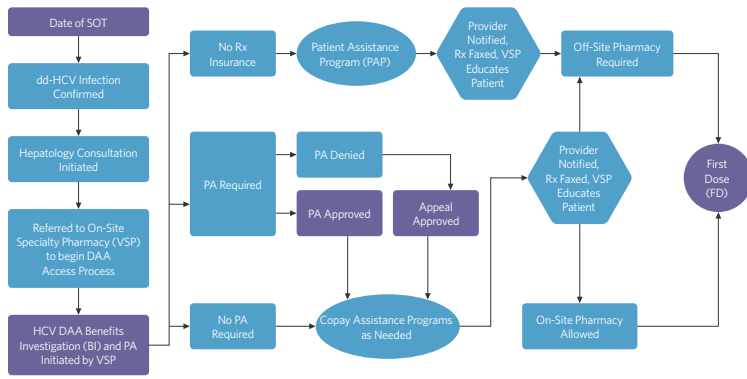 Date of SOT
dd-HCV Infection
Confirmed
Hepatology Consultation
Initiated
Referred to On-Site
Specialty Pharmacy (VSP)
to begin DAA
Access Process
HCV DAA Benefits
Investigation (BI) and PA
Initiated by VSP
No Rx
Insurance
Patient Assistance
Program (PAP)
Provider
Notified,
Rx Faxed, VSP
Educates
Patient
Off-Site Pharmacy
Required
PA Required
PA Denied
PA Approved
Appeal
Approved
No PA
Required
Copay Assistance Programs
as Needed
Provider
Notified,
Rx Faxed, VSP
Educates
Patient
On-Site Pharmacy
Allowed
First
Dose
(FD)